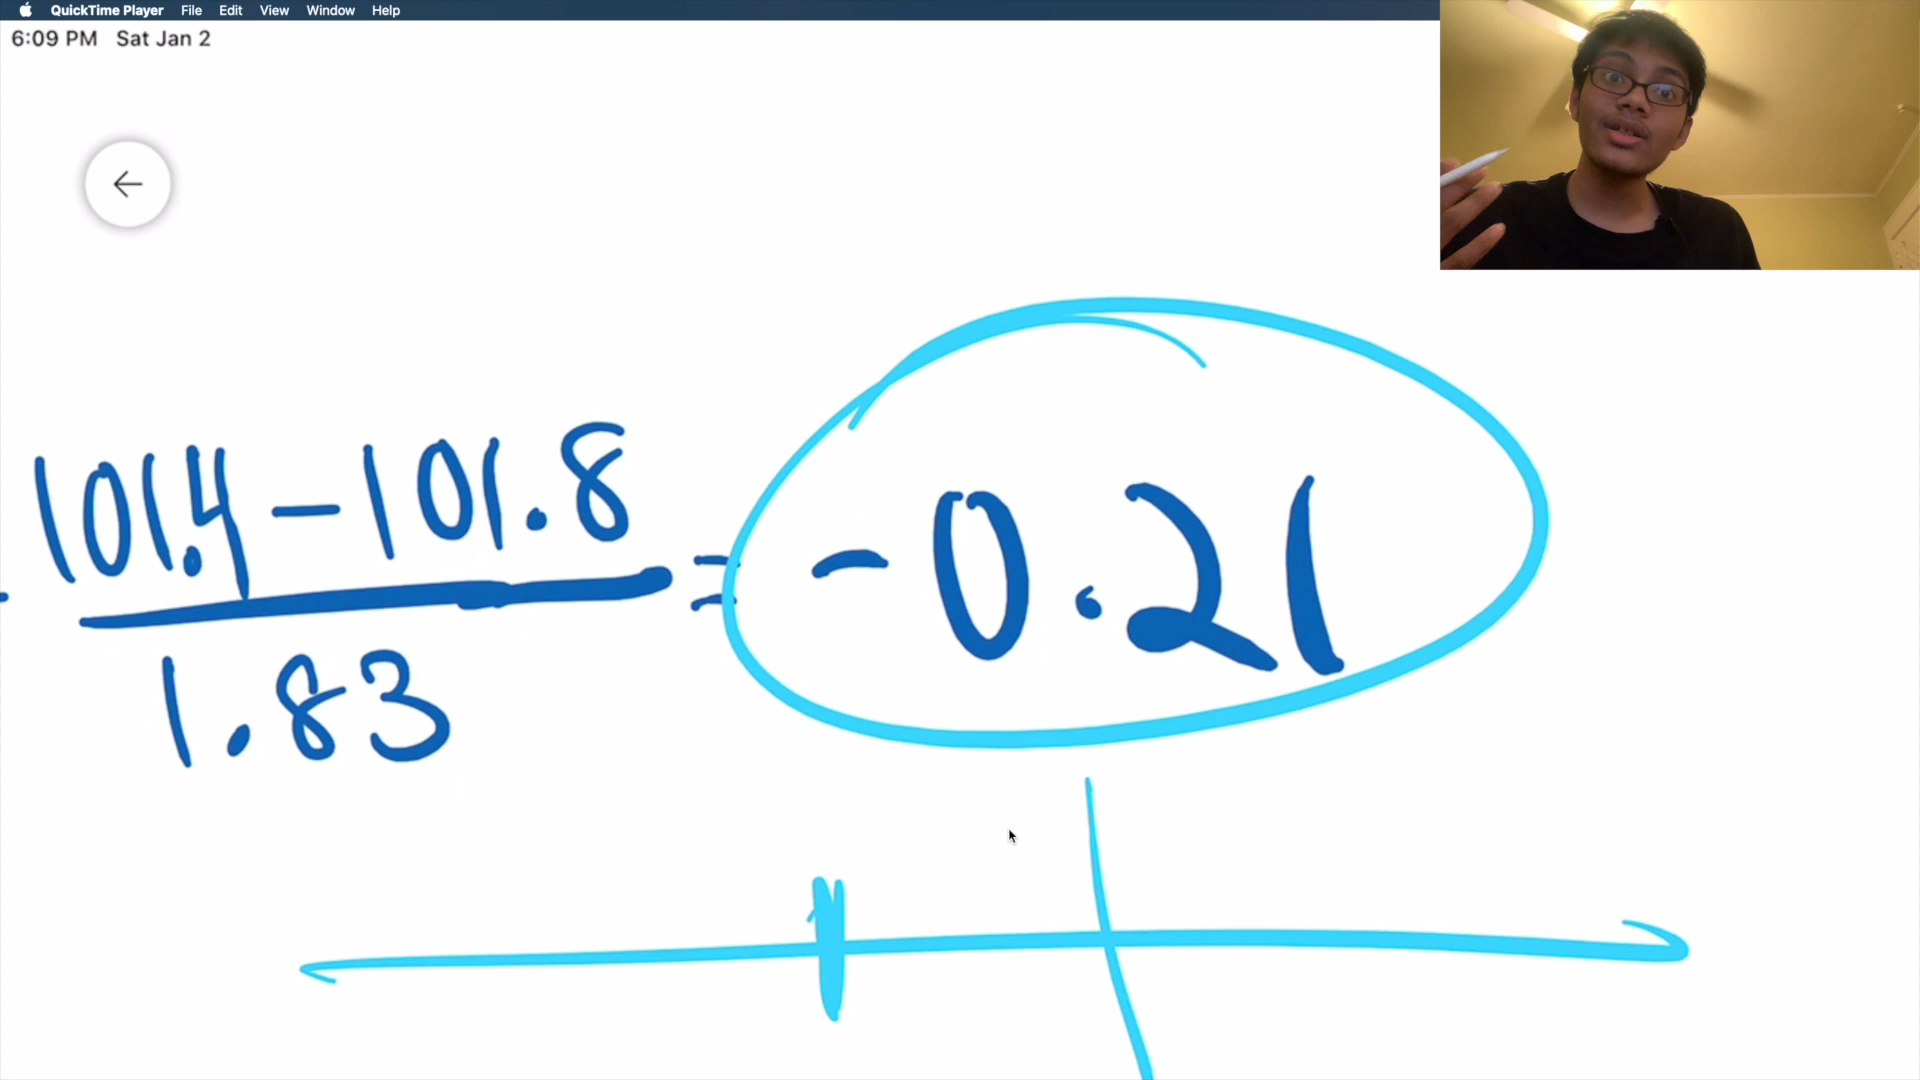 QuickTime Player File Edit View Window Help
6:09 PM Sat Jan 2
101.4 - 101.8
= -0.21
1.83